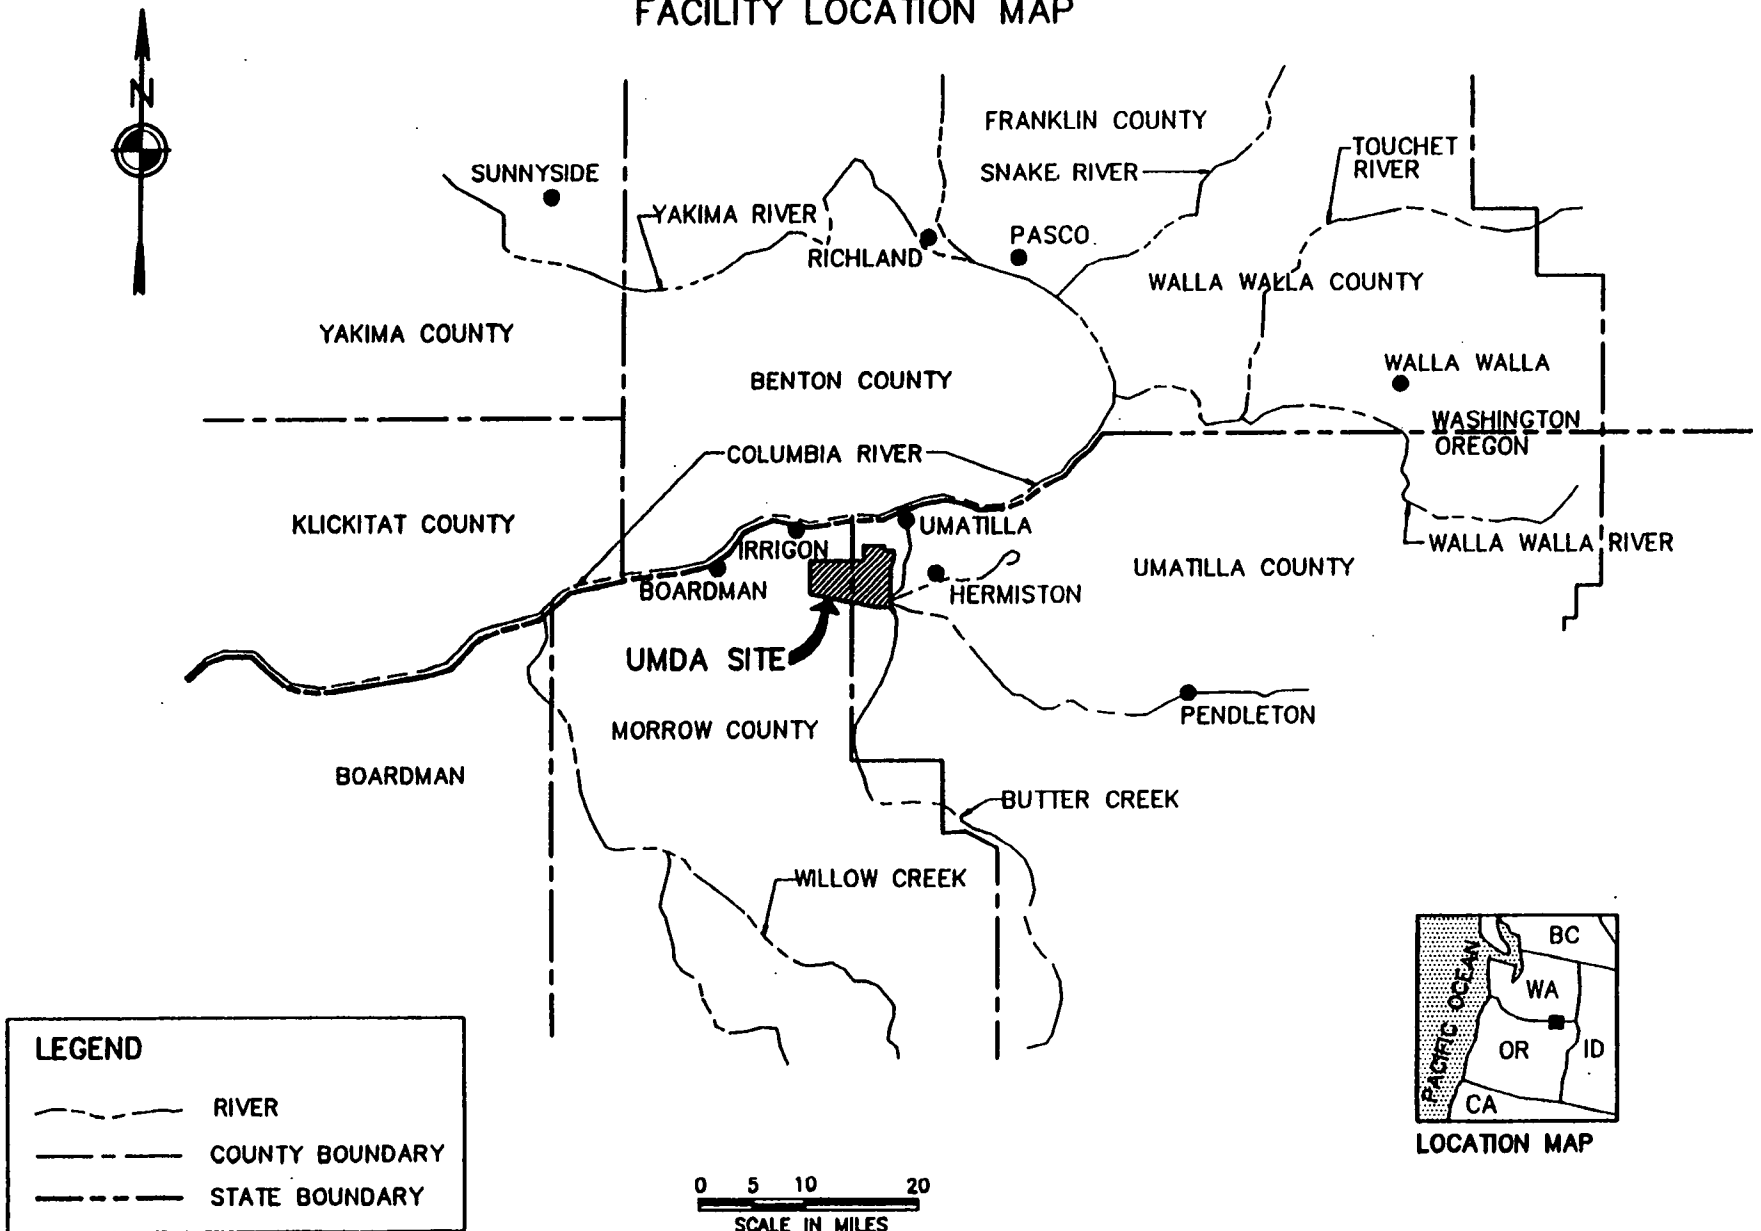 FACILITY LOCATION MAP
N
FRANKLIN COUNTY
TOUCHET
RIVER
SUNNYSIDE
SNAKE RIVER
YAKIMA RIVER
PASCO
RICHLAND
WALLA WALLA COUNTY
YAKIMA COUNTY
BENTON COUNTY
WALLA WALLA
WASHINGTON
OREGON
COLUMBIA RIVER
KLICKITAT COUNTY
UMATILLA
IRRIGON
WALLA WALLA RIVER
UMATILLA COUNTY
BOARDMAN
HERMISTON
UMDA SITE
PENDLETON
MORROW COUNTY
BOARDMAN
BUTTER CREEK
WILLOW CREEK
BC
PACIFIC OCEAN
WA
OR
ID
CA
LOCATION MAP
LEGEND
RIVER
COUNTY BOUNDARY
STATE BOUNDARY
0 5 10 20
SCALE IN MILES